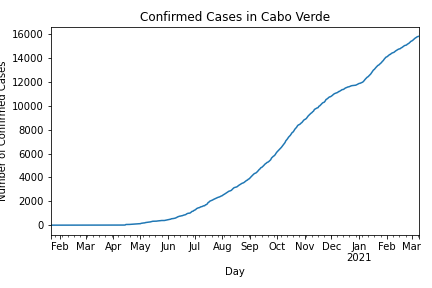 Confirmed Cases in Cabo Verde
16000
14000
12000
10000
8000
6000
4000
2000
0
Number of Confirmed Cases
Feb Mar Apr May Jun Jul Aug Sep Oct Nov Dec Jan Feb Mar
2021
Day